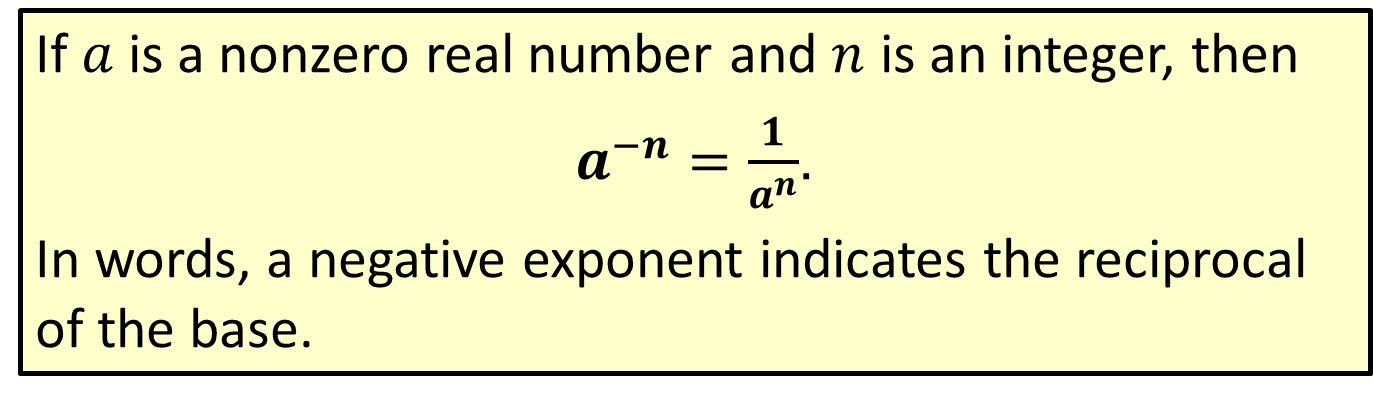 If a is a nonzero real number and n is an integer, then
a⁻ⁿ = 1/aⁿ.
In words, a negative exponent indicates the reciprocal
of the base.